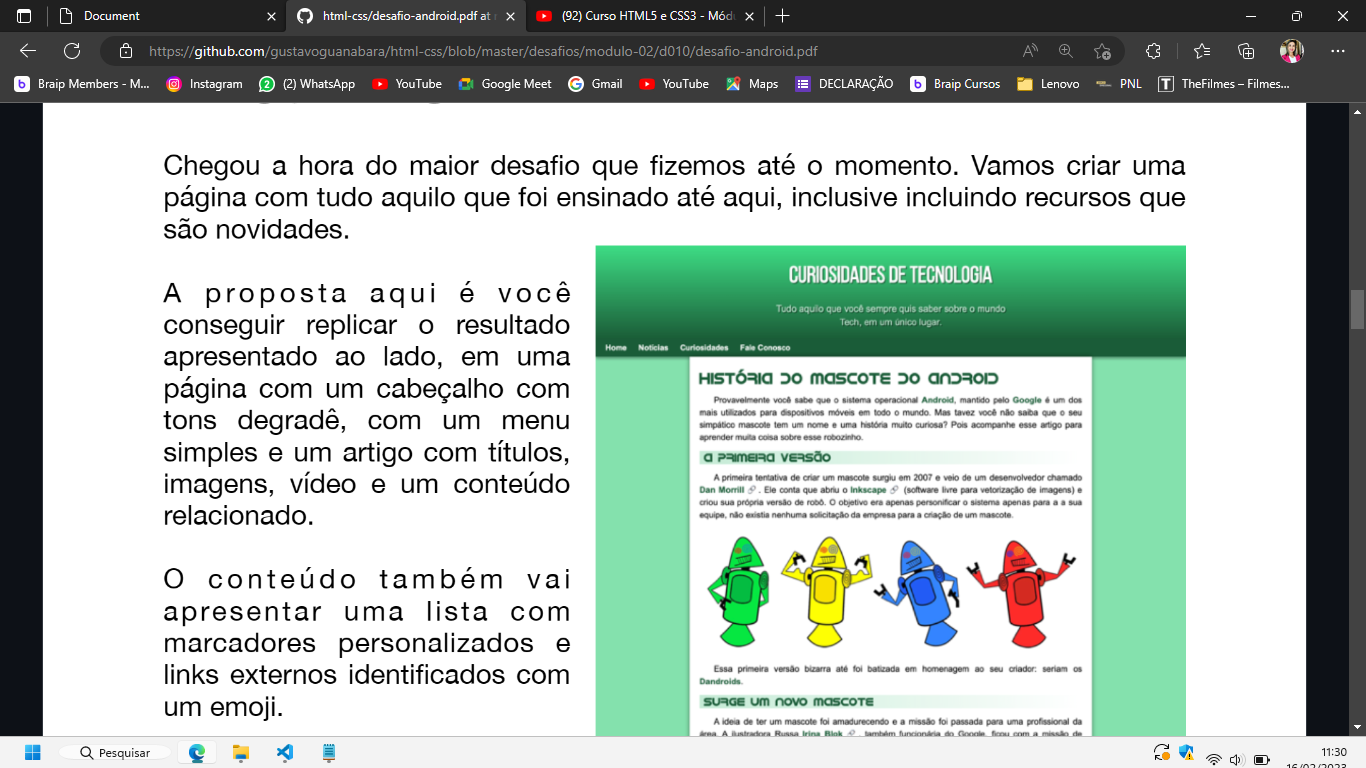 Document
html-css/desafio-android.pdf at
(92) Curso HTML5 e CSS3 - Módu
https://github.com/gustavoguanabara/html-css/blob/master/desafios/modulo-02/d010/desafio-android.pdf
Braip Members - M... Instagram (2) WhatsApp YouTube Google Meet Gmail YouTube Maps DECLARAÇÃO Braip Cursos Lenovo PNL TheFilmes – Filmes...
Chegou a hora do maior desafio que fizemos até o momento. Vamos criar uma
página com tudo aquilo que foi ensinado até aqui, inclusive incluindo recursos que
são novidades.
A proposta aqui é você
conseguir replicar o resultado
apresentado ao lado, em uma
página com um cabeçalho com
tons degradê, com um menu
simples e um artigo com títulos,
imagens, vídeo e um conteúdo
relacionado.
O conteúdo também vai
apresentar uma lista com
marcadores personalizados e
links externos identificados com
um emoji.
CURIOSIDADES DE TECNOLOGIA
Tudo aquilo que você sempre quis saber sobre o mundo
Tech, em um único lugar.
Home Notícias Curiosidades Fale Conosco
HISTÓRIA DO MASCOTE DO ANDROID
Provavelmente você sabe que o sistema operacional Android, mantido pelo Google é um dos
mais utilizados para dispositivos móveis em todo o mundo. Mas tavez você não saiba que o seu
simpático mascote tem um nome e uma história muito curiosa? Pois acompanhe esse artigo para
aprender muita coisa sobre esse robozinho.
A PRIMEIRA VERSÃO
A primeira tentativa de criar um mascote surgiu em 2007 e veio de um desenvolvedor chamado
Dan Morrill 🔗. Ele conta que abriu o Inkscape 🔗 (software livre para vetorização de imagens) e
criou sua própria versão de robô. O objetivo era apenas personificar o sistema apenas para a a sua
equipe, não existia nenhuma solicitação da empresa para a criação de um mascote.
Essa primeira versão bizarra até foi batizada em homenagem ao seu criador: seriam os
Dandroids.
SURGE UM NOVO MASCOTE
A ideia de ter um mascote foi amadurecendo e a missão foi passada para uma profissional da
área. A ilustradora Russa Irina Blok 🔗, também funcionária do Google, ficou com a missão de
Pesquisar
11:30
16/02/2023